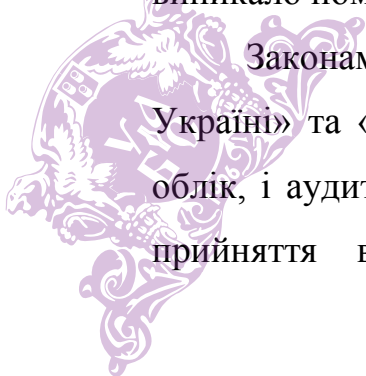 Законам
Україні» та «
облік, і аудит
прийняття в